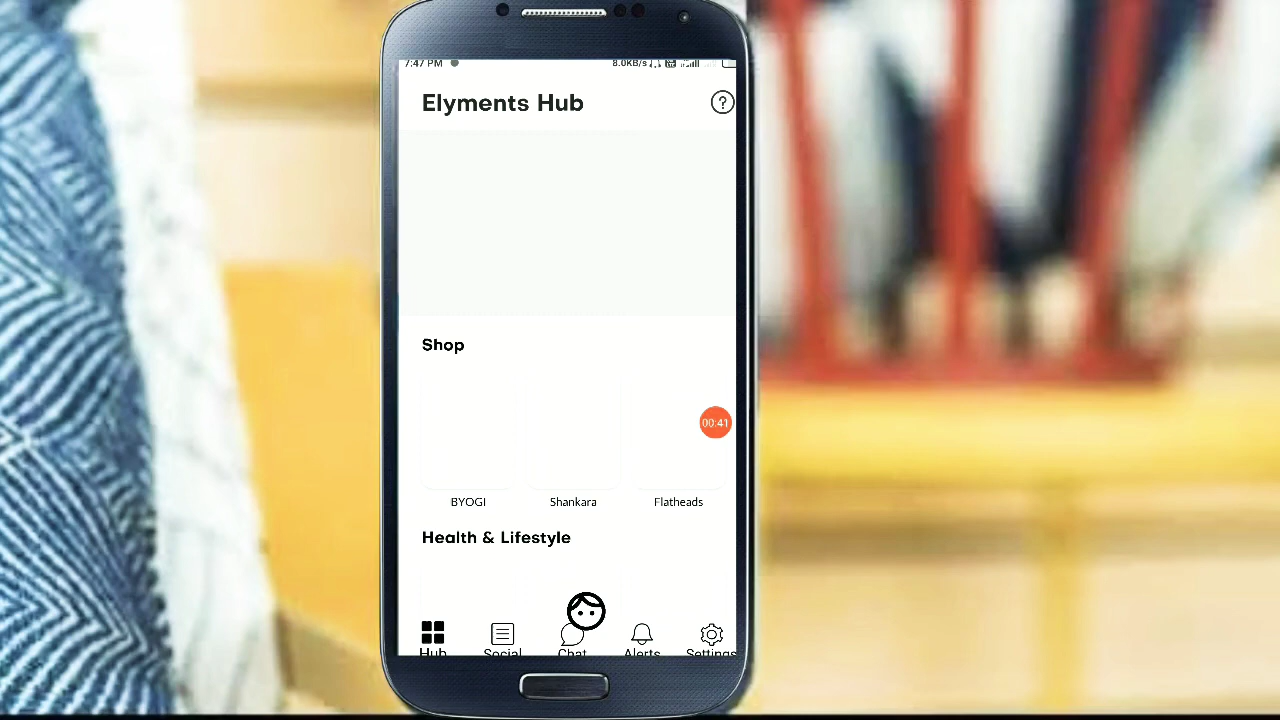 7:47 PM 8.0KB/s
Elyments Hub
Shop
00:41
BYOGI Shankara Flatheads
Health & Lifestyle
Hub Social Chat Alerts Settings